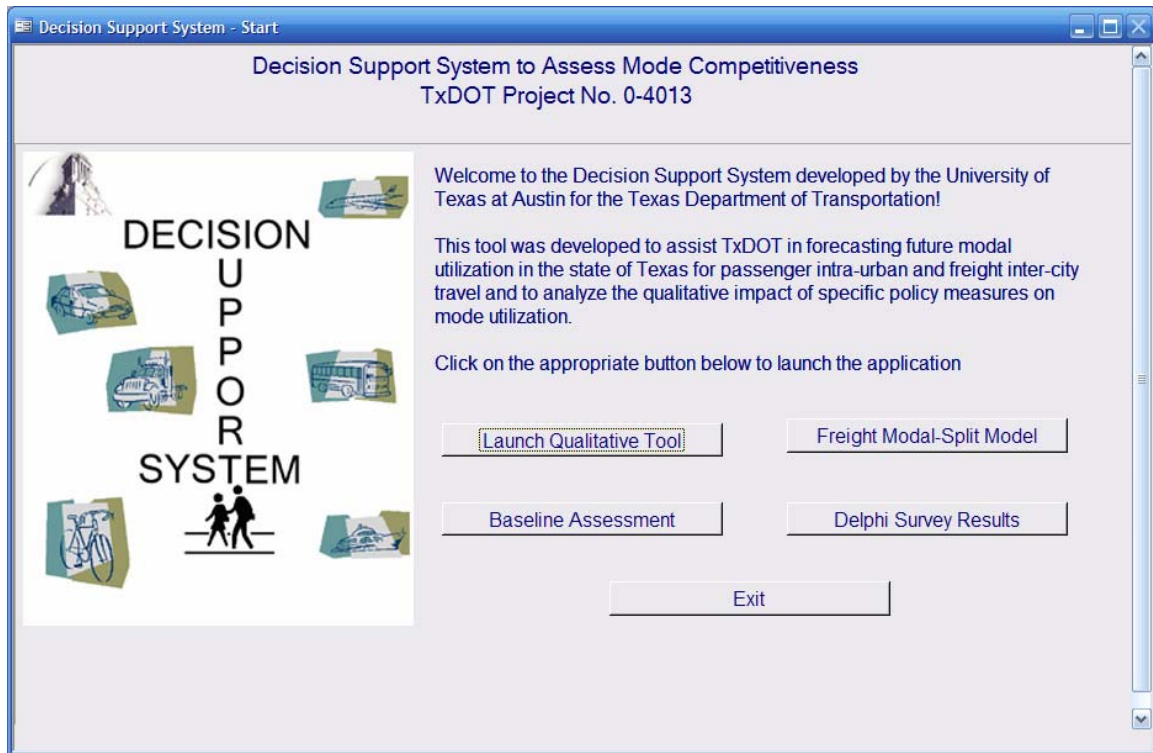 Decision Support System - Start
Decision Support System to Assess Mode Competitiveness
TxDOT Project No. 0-4013
DECISION
U
P
P
O
R
SYSTEM
Welcome to the Decision Support System developed by the University of
Texas at Austin for the Texas Department of Transportation!
This tool was developed to assist TxDOT in forecasting future modal
utilization in the state of Texas for passenger intra-urban and freight inter-city
travel and to analyze the qualitative impact of specific policy measures on
mode utilization.
Click on the appropriate button below to launch the application
Launch Qualitative Tool
Freight Modal-Split Model
Baseline Assessment
Delphi Survey Results
Exit